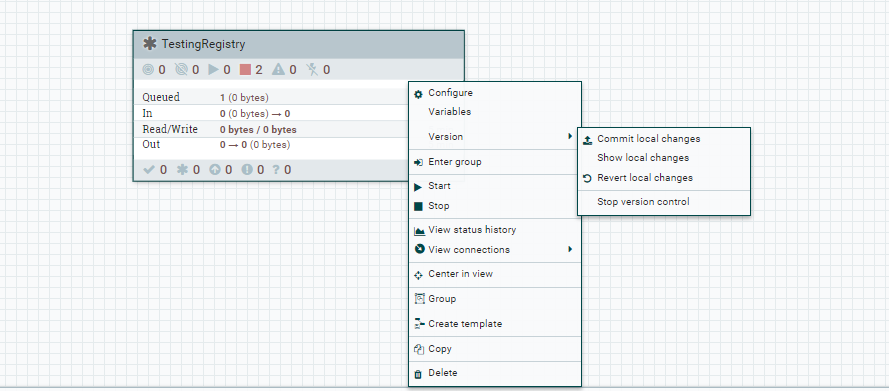 TestingRegistry
0 0 0 2 0 0
Queued 1 (0 bytes)
In 0 (0 bytes) → 0
Read/Write 0 bytes / 0 bytes
Out 0 → 0 (0 bytes)
0 0 0 0 ? 0
Configure
Variables
Version
Enter group
Start
Stop
View status history
View connections
Center in view
Group
Create template
Copy
Delete
Commit local changes
Show local changes
Revert local changes
Stop version control